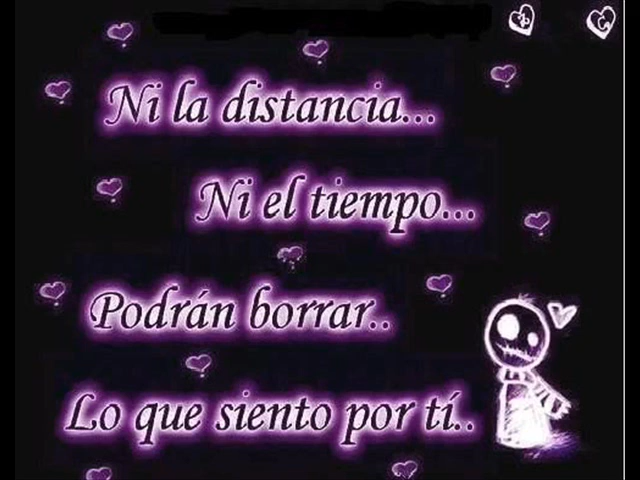 Ni la distancia...
Ni el tiempo...
Podrán borrar..
Lo que siento por tí..